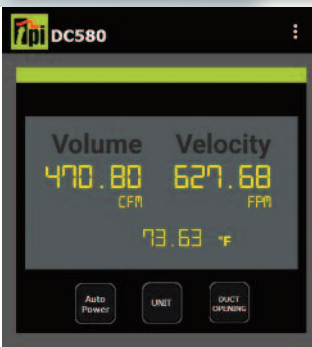 TPI DC580
Volume Velocity
470.80 627.68
CFM FPM
73.63 °F
Auto UNIT DUCT
Power OPENING